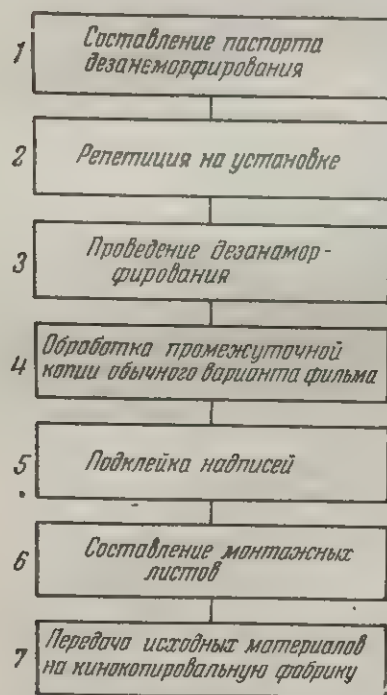 1 Составление паспорта
дезанеморфирования
2 Репетиция на установке
3 Проведение дезанамор-
фирования
Обработка промежуточной
4 копии обычного варианта фильма
5 Подклейка надписей
6 Составление монтажных
листов
Передача исходных материалов
7 на кинокопировальную фабрику